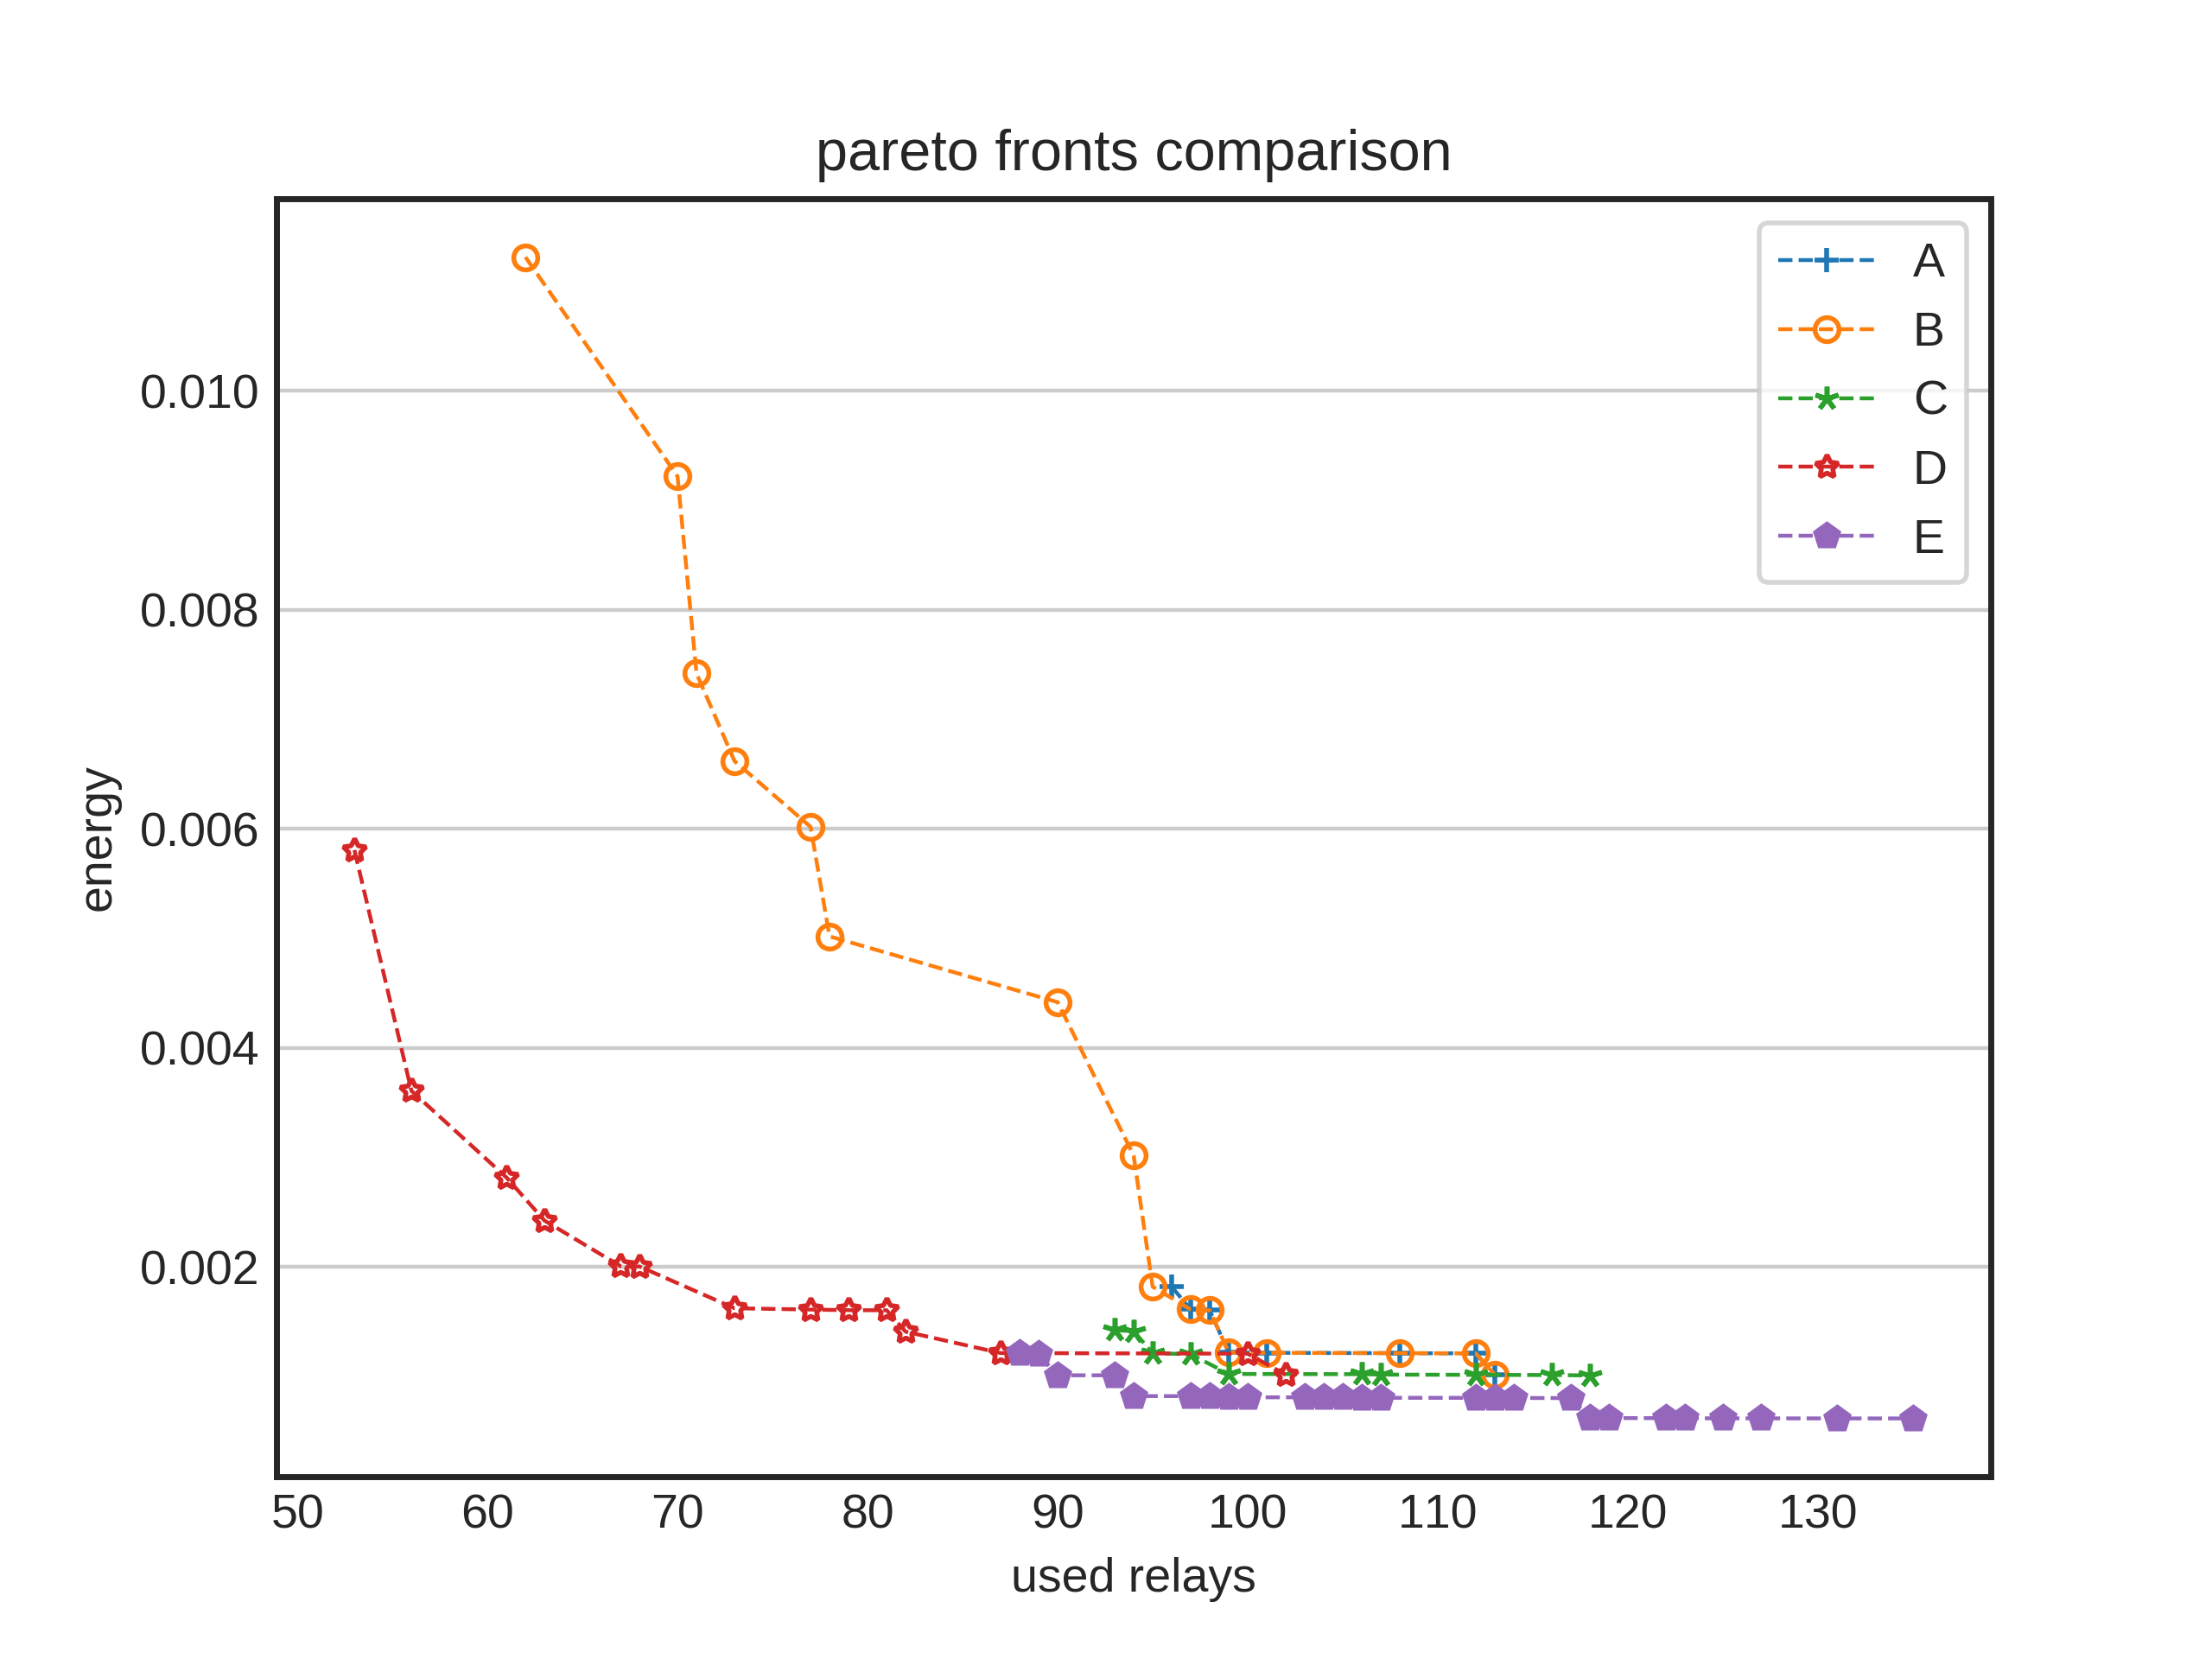 pareto fronts comparison
A
B
C
D
E
0.010
0.008
0.006
0.004
0.002
energy
50 60 70 80 90 100 110 120 130
used relays